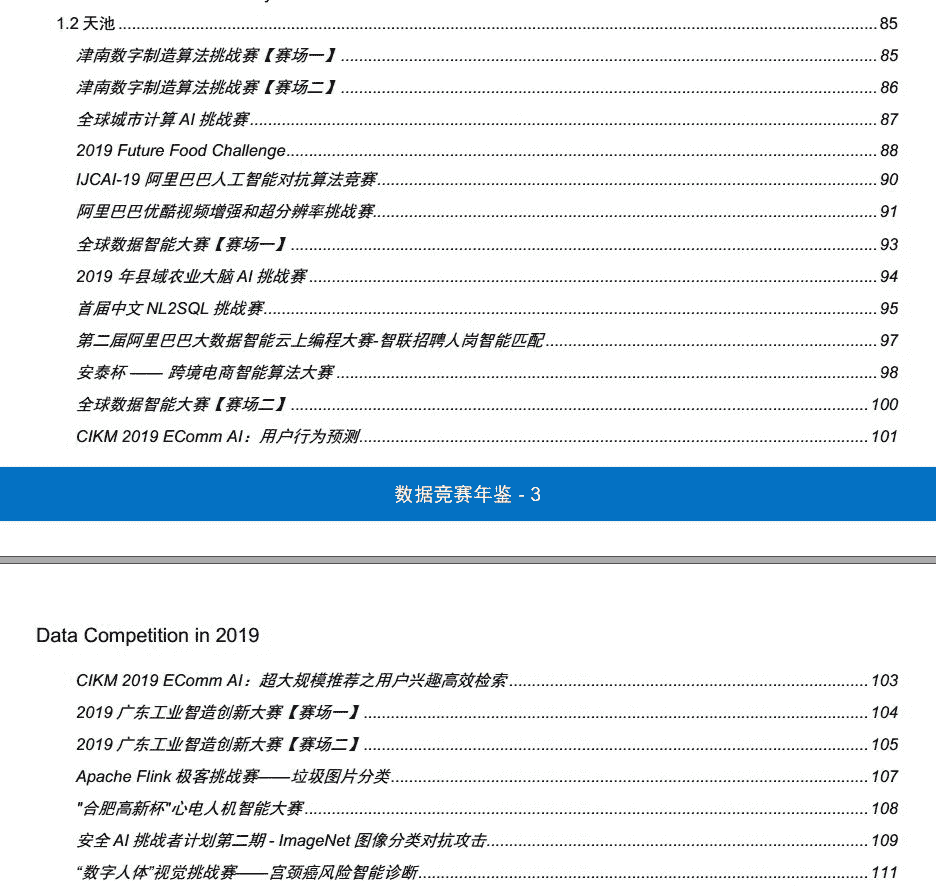 1.2 天池 85
津南数字制造算法挑战赛【赛场一】 85
津南数字制造算法挑战赛【赛场二】 86
全球城市计算 AI 挑战赛 87
2019 Future Food Challenge 88
IJCAI-19 阿里巴巴人工智能对抗算法竞赛 90
阿里巴巴优酷视频增强和超分辨率挑战赛 91
全球数据智能大赛【赛场一】 93
2019 年县域农业大脑 AI 挑战赛 94
首届中文 NL2SQL 挑战赛 95
第二届阿里巴巴大数据智能云上编程大赛-智联招聘人岗智能匹配 97
安泰杯 —— 跨境电商智能算法大赛 98
全球数据智能大赛【赛场二】 100
CIKM 2019 EComm AI：用户行为预测 101
数据竞赛年鉴 - 3
Data Competition in 2019
CIKM 2019 EComm AI：超大规模推荐之用户兴趣高效检索 103
2019 广东工业智造创新大赛【赛场一】 104
2019 广东工业智造创新大赛【赛场二】 105
Apache Flink 极客挑战赛——垃圾图片分类 107
"合肥高新杯"心电人机智能大赛 108
安全 AI 挑战者计划第二期 - ImageNet 图像分类对抗攻击 109
“数字人体”视觉挑战赛——宫颈癌风险智能诊断 111